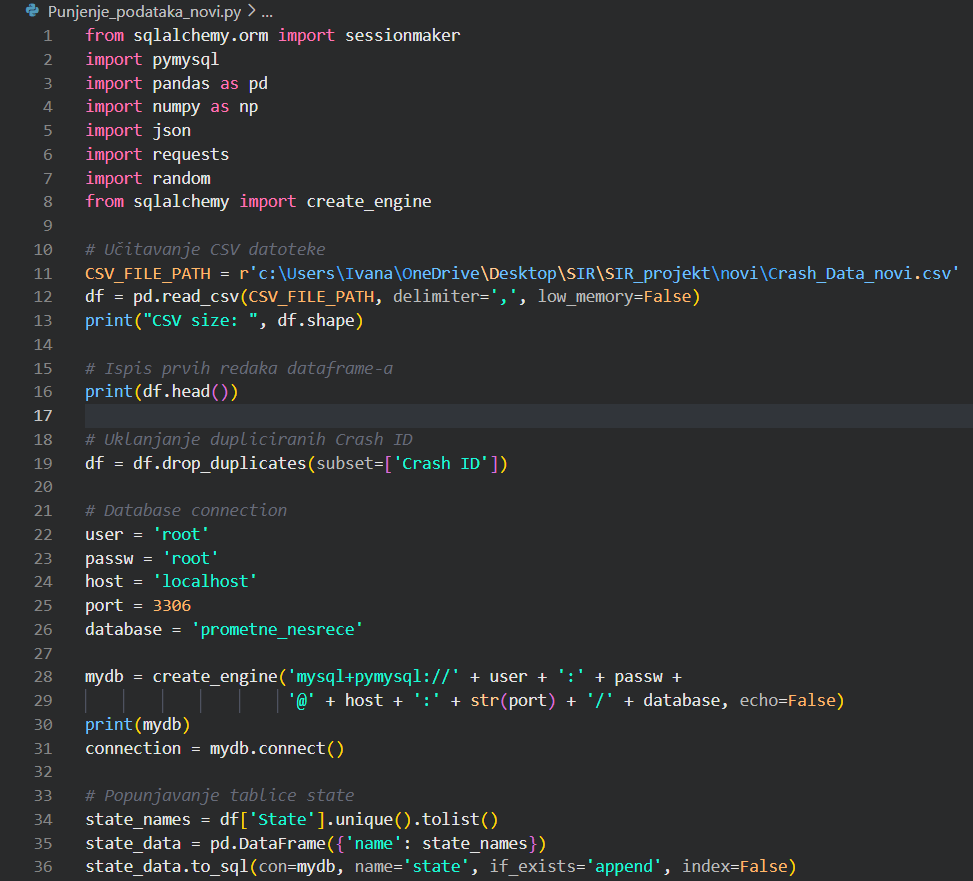 Punjenje_podataka_novi.py > ...
1 from sqlalchemy.orm import sessionmaker
2 import pymysql
3 import pandas as pd
4 import numpy as np
5 import json
6 import requests
7 import random
8 from sqlalchemy import create_engine
9
10 # Učitavanje CSV datoteke
11 CSV_FILE_PATH = r'c:\Users\Ivana\OneDrive\Desktop\SIR\SIR_projekt\novi\Crash_Data_novi.csv'
12 df = pd.read_csv(CSV_FILE_PATH, delimiter=',', low_memory=False)
13 print("CSV size: ", df.shape)
14
15 # Ispis prvih redaka dataframe-a
16 print(df.head())
17
18 # Uklanjanje dupliciranih Crash ID
19 df = df.drop_duplicates(subset=['Crash ID'])
20
21 # Database connection
22 user = 'root'
23 passw = 'root'
24 host = 'localhost'
25 port = 3306
26 database = 'prometne_nesrece'
27
28 mydb = create_engine('mysql+pymysql://' + user + ':' + passw +
29 '@' + host + ':' + str(port) + '/' + database, echo=False)
30 print(mydb)
31 connection = mydb.connect()
32
33 # Popunjavanje tablice state
34 state_names = df['State'].unique().tolist()
35 state_data = pd.DataFrame({'name': state_names})
36 state_data.to_sql(con=mydb, name='state', if_exists='append', index=False)